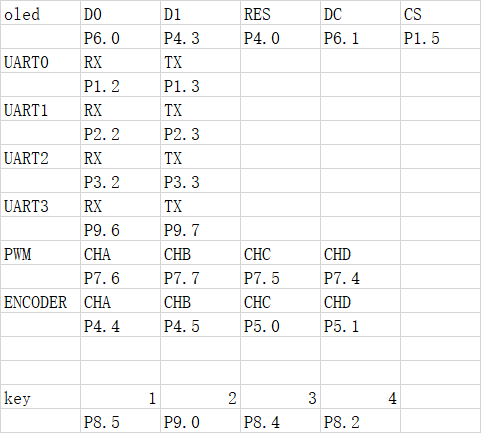 oled D0 D1 RES DC CS
P6.0 P4.3 P4.0 P6.1 P1.5
UART0 RX TX
P1.2 P1.3
UART1 RX TX
P2.2 P2.3
UART2 RX TX
P3.2 P3.3
UART3 RX TX
P9.6 P9.7
PWM CHA CHB CHC CHD
P7.6 P7.7 P7.5 P7.4
ENCODER CHA CHB CHC CHD
P4.4 P4.5 P5.0 P5.1
key 1 2 3 4
P8.5 P9.0 P8.4 P8.2